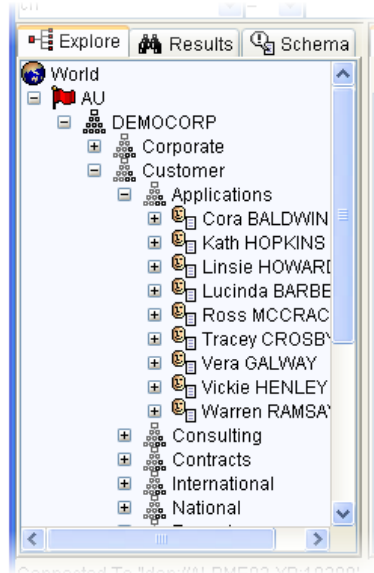 Explore Results Schema
World
AU
DEMOCORP
Corporate
Customer
Applications
Cora BALDWIN
Kath HOPKINS
Linsie HOWARD
Lucinda BARBE
Ross MCCRAC
Tracey CROSBY
Vera GALWAY
Vickie HENLEY
Warren RAMSAY
Consulting
Contracts
International
National